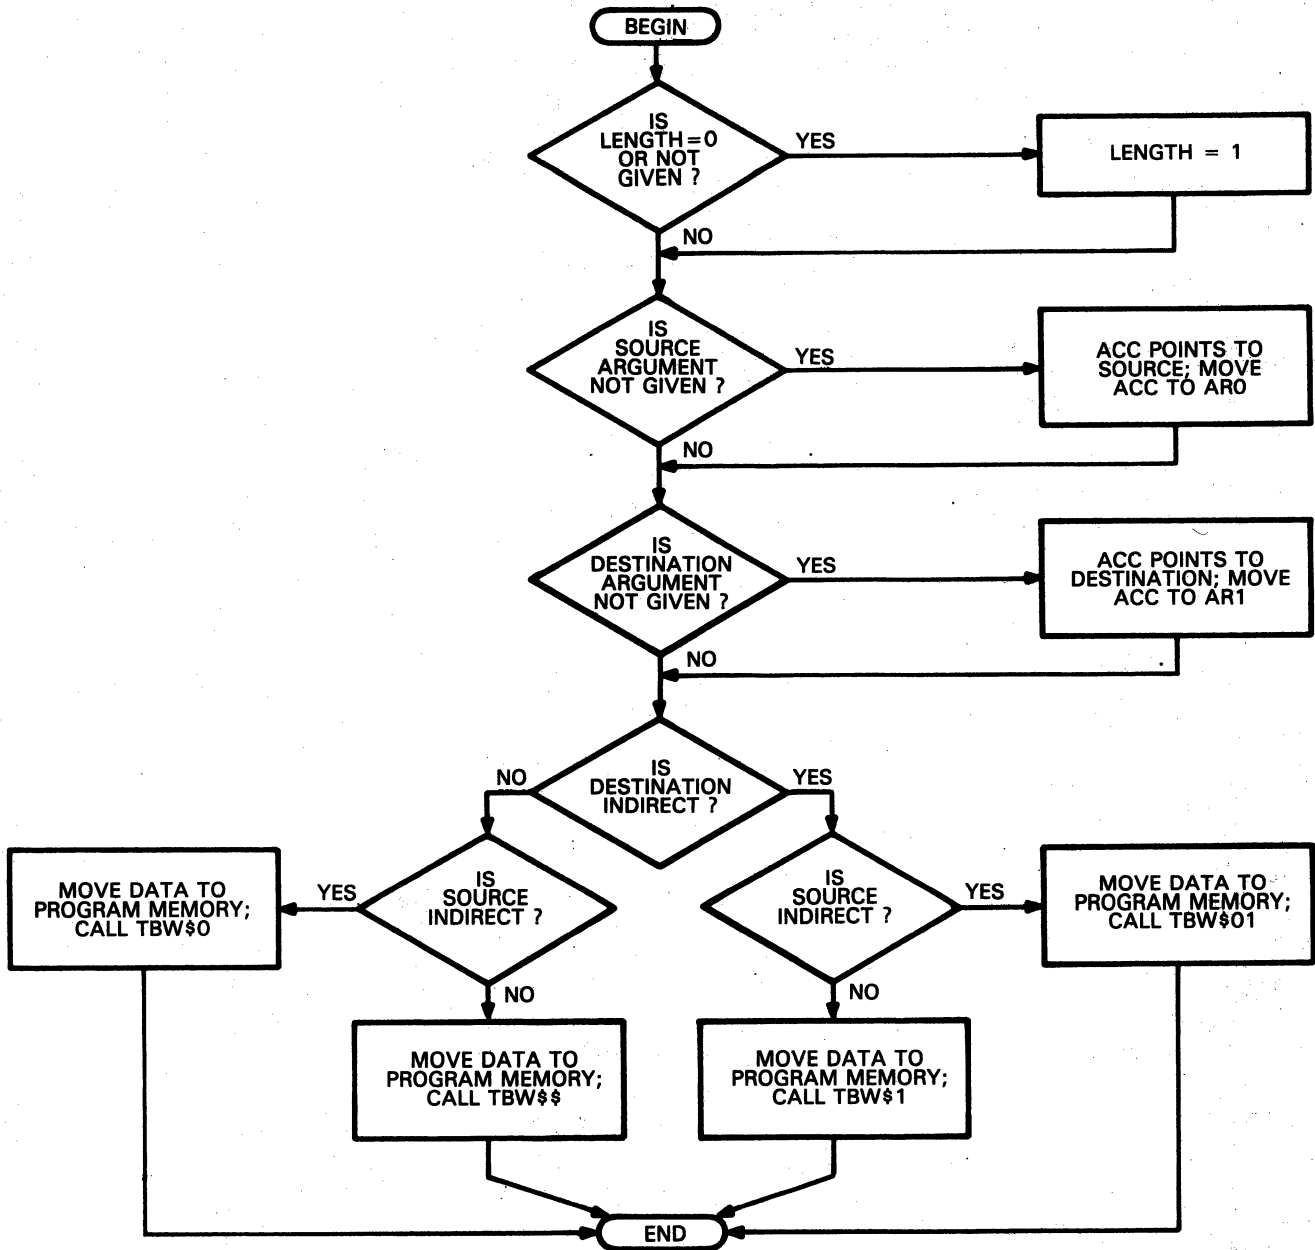 BEGIN
IS
LENGTH=0
OR NOT
GIVEN ?
YES
LENGTH = 1
NO
IS
SOURCE
ARGUMENT
NOT GIVEN ?
YES
ACC POINTS TO
SOURCE; MOVE
ACC TO AR0
NO
IS
DESTINATION
ARGUMENT
NOT GIVEN ?
YES
ACC POINTS TO
DESTINATION; MOVE
ACC TO AR1
NO
IS
DESTINATION
INDIRECT ?
NO
YES
MOVE DATA TO
PROGRAM MEMORY;
CALL TBW$0
YES
IS
SOURCE
INDIRECT ?
IS
SOURCE
INDIRECT ?
YES
MOVE DATA TO
PROGRAM MEMORY;
CALL TBW$01
NO
NO
MOVE DATA TO
PROGRAM MEMORY;
CALL TBW$$
MOVE DATA TO
PROGRAM MEMORY;
CALL TBW$1
END